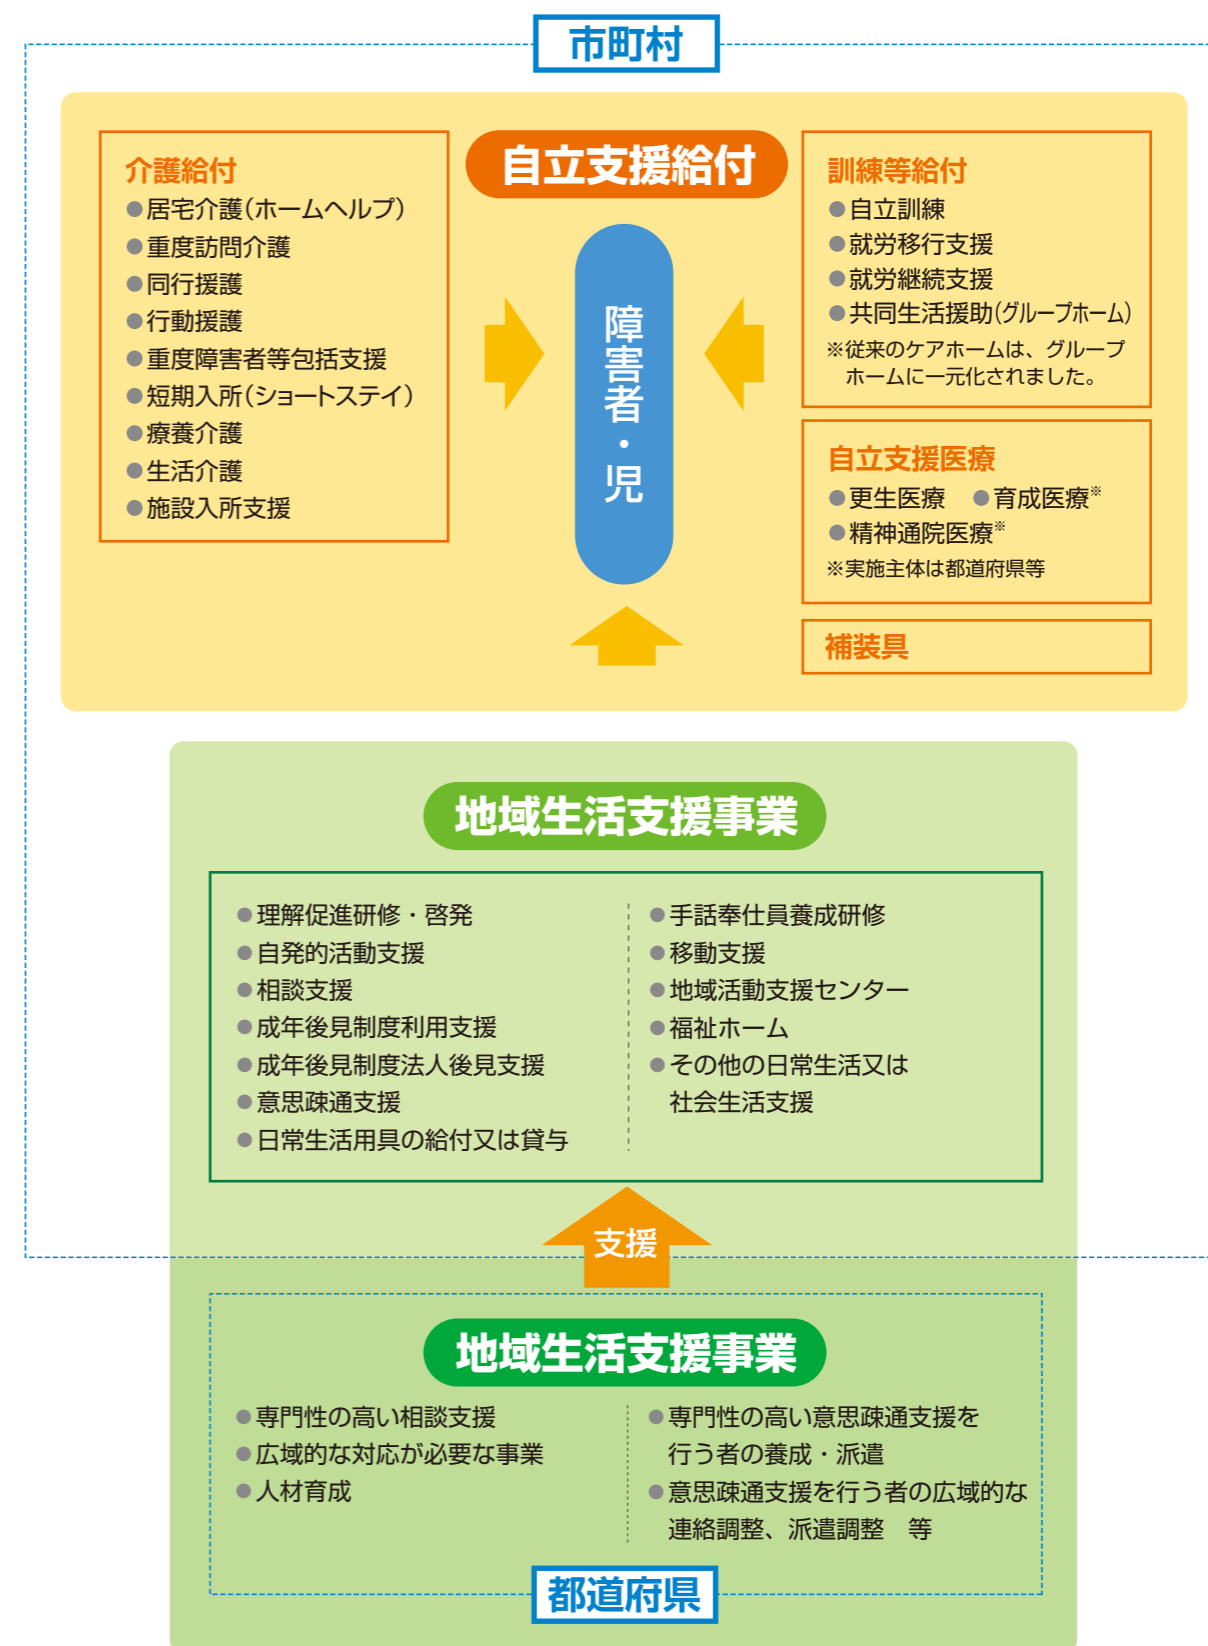 市町村
自立支援給付
介護給付
●居宅介護(ホームヘルプ)
●重度訪問介護
●同行援護
●行動援護
●重度障害者等包括支援
●短期入所(ショートステイ)
●療養介護
●生活介護
●施設入所支援
障害者・児
訓練等給付
●自立訓練
●就労移行支援
●就労継続支援
●共同生活援助(グループホーム)
※従来のケアホームは、グループ
ホームに一元化されました。
自立支援医療
●更生医療 ●育成医療※
●精神通院医療※
※実施主体は都道府県等
補装具
地域生活支援事業
●理解促進研修・啓発
●自発的活動支援
●相談支援
●成年後見制度利用支援
●成年後見制度法人後見支援
●意思疎通支援
●日常生活用具の給付又は貸与
●手話奉仕員養成研修
●移動支援
●地域活動支援センター
●福祉ホーム
●その他の日常生活又は
社会生活支援
支援
地域生活支援事業
●専門性の高い相談支援
●広域的な対応が必要な事業
●人材育成
●専門性の高い意思疎通支援を
行う者の養成・派遣
●意思疎通支援を行う者の広域的な
連絡調整、派遣調整 等
都道府県